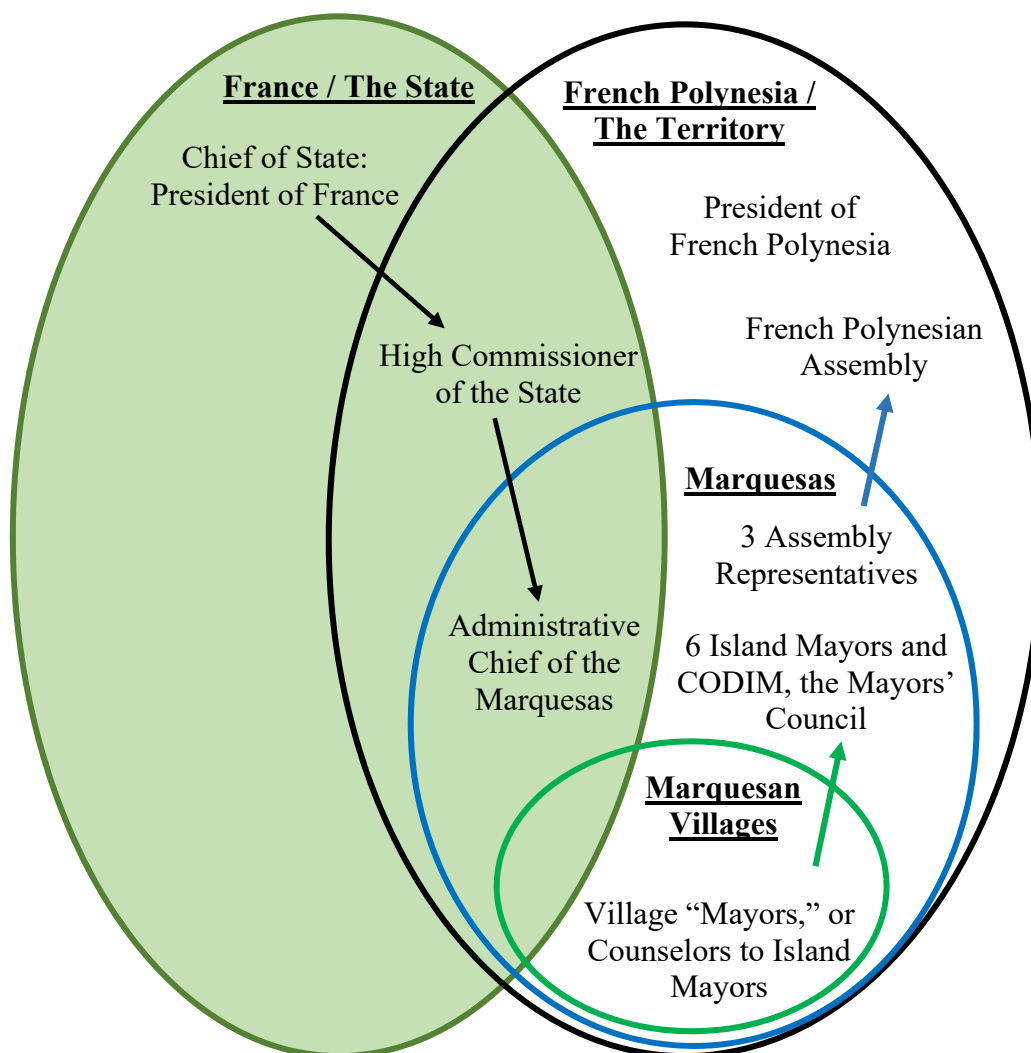 France / The State
Chief of State:
President of France
High Commissioner
of the State
Administrative
Chief of the
Marquesas
French Polynesia /
The Territory
President of
French Polynesia
French Polynesian
Assembly
Marquesas
3 Assembly
Representatives
6 Island Mayors and
CODIM, the Mayors’
Council
Marquesan
Villages
Village “Mayors,” or
Counselors to Island
Mayors